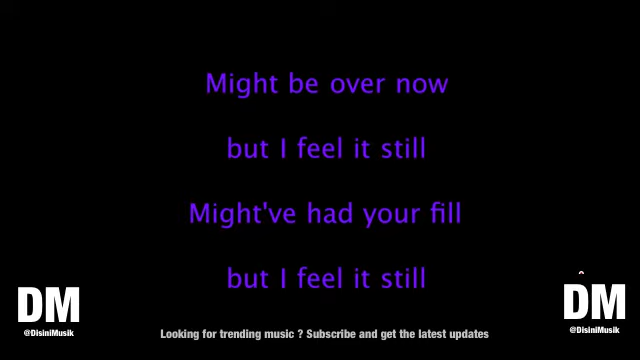 Might be over now
but I feel it still
Might've had your fill
but I feel it still
DM
@DisiniMusik
DM
@DisiniMusik
Looking for trending music ? Subscribe and get the latest updates